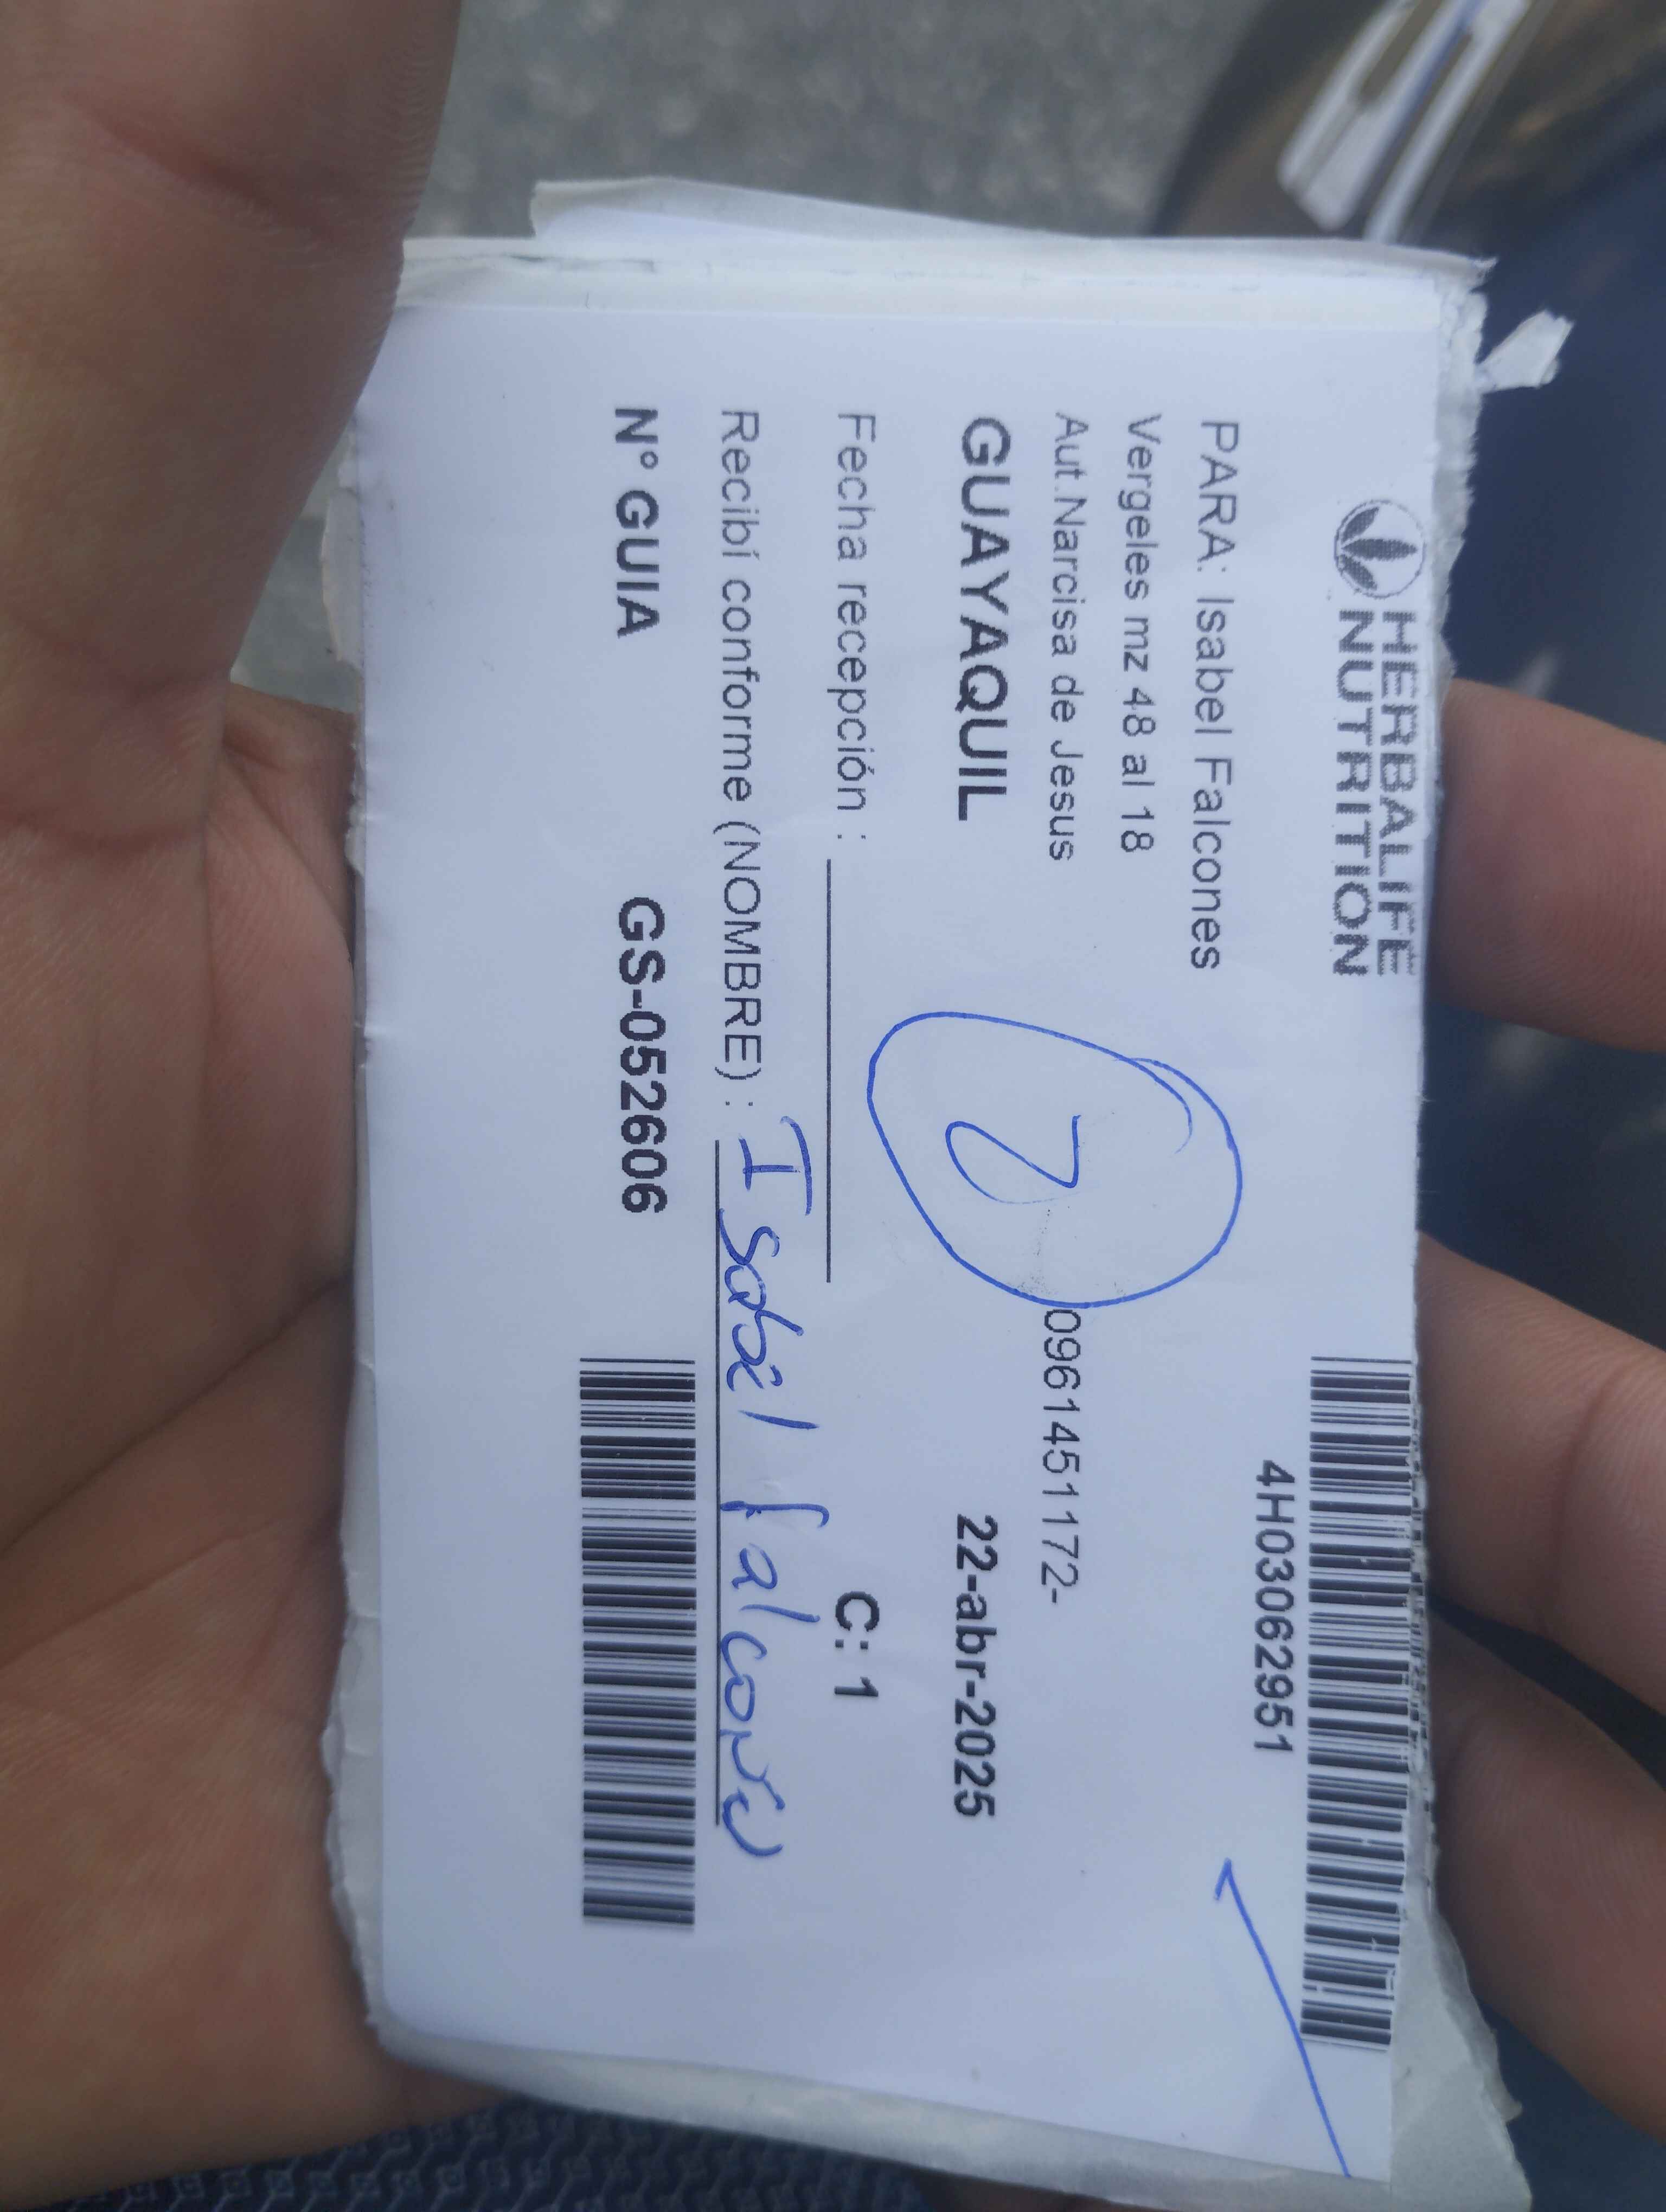 HERBALIFE
NUTRITION
4H03062951
PARA: Isabel Falcones
Vergeles mz 48 al 18
Aut.Narcisa de Jesus 0961451172-
GUAYAQUIL 22-abr-2025
2
Fecha recepción : C: 1
Recibí conforme (NOMBRE) : Isabel falcones
N° GUIA GS-052606